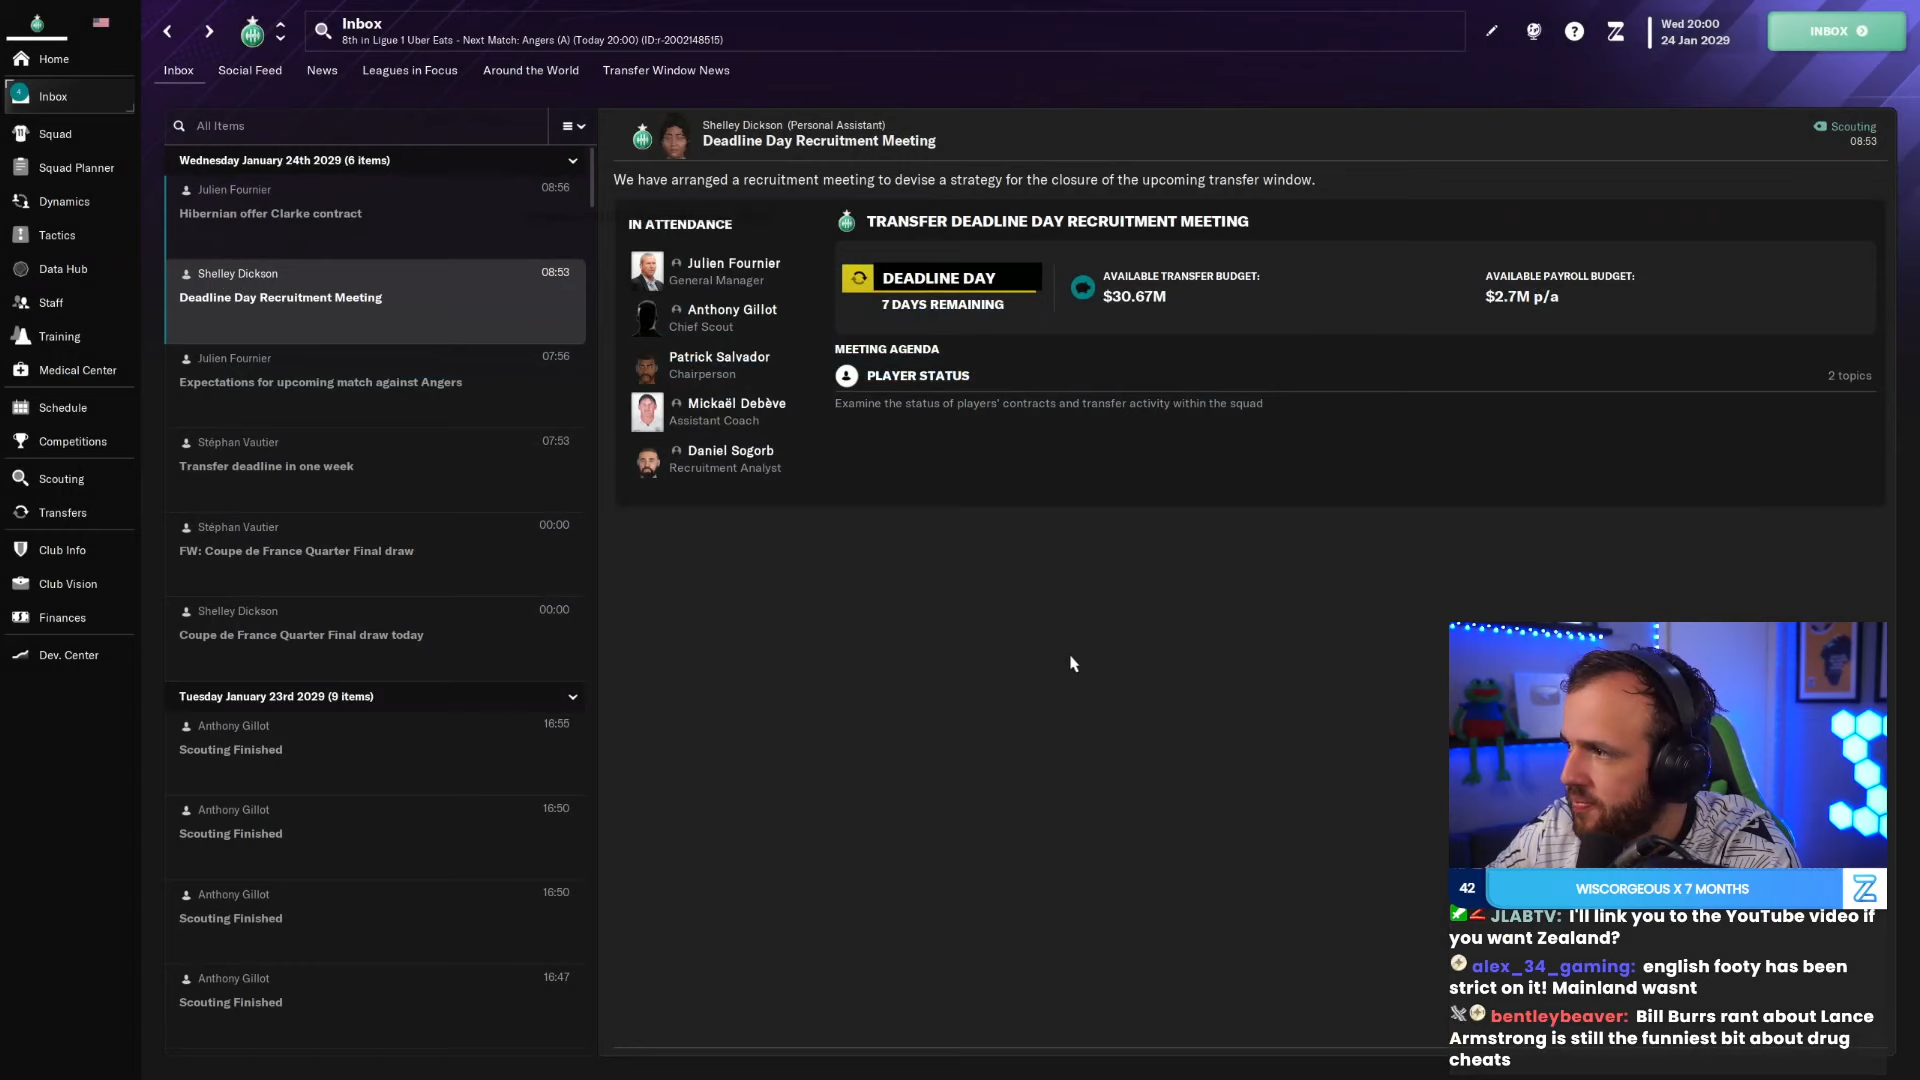 Inbox
8th in Ligue 1 Uber Eats - Next Match: Angers (A) (Today 20:00) (ID:r-2002148515)
Wed 20:00
24 Jan 2029
INBOX
Home
4
Inbox
Squad
Squad Planner
Dynamics
Tactics
Data Hub
Staff
Training
Medical Center
Schedule
Competitions
Scouting
Transfers
Club Info
Club Vision
Finances
Dev. Center
Inbox
Social Feed
News
Leagues in Focus
Around the World
Transfer Window News
All Items
Wednesday January 24th 2029 (6 items)
Julien Fournier 08:56
Hibernian offer Clarke contract
Shelley Dickson 08:53
Deadline Day Recruitment Meeting
Julien Fournier 07:56
Expectations for upcoming match against Angers
Stéphan Vautier 07:53
Transfer deadline in one week
Stéphan Vautier 00:00
FW: Coupe de France Quarter Final draw
Shelley Dickson 00:00
Coupe de France Quarter Final draw today
Tuesday January 23rd 2029 (9 items)
Anthony Gillot 16:55
Scouting Finished
Anthony Gillot 16:50
Scouting Finished
Anthony Gillot 16:50
Scouting Finished
Anthony Gillot 16:47
Scouting Finished
Shelley Dickson (Personal Assistant)
Deadline Day Recruitment Meeting
Scouting
08:53
We have arranged a recruitment meeting to devise a strategy for the closure of the upcoming transfer window.
IN ATTENDANCE
Julien Fournier
General Manager
Anthony Gillot
Chief Scout
Patrick Salvador
Chairperson
Mickaël Debève
Assistant Coach
Daniel Sogorb
Recruitment Analyst
TRANSFER DEADLINE DAY RECRUITMENT MEETING
DEADLINE DAY
7 DAYS REMAINING
AVAILABLE TRANSFER BUDGET:
$30.67M
AVAILABLE PAYROLL BUDGET:
$2.7M p/a
MEETING AGENDA
PLAYER STATUS
2 topics
Examine the status of players' contracts and transfer activity within the squad
42
WISCORGEOUS X 7 MONTHS
JLABTV: I'll link you to the YouTube video if
you want Zealand?
alex_34_gaming: english footy has been
strict on it! Mainland wasnt
bentleybeaver: Bill Burrs rant about Lance
Armstrong is still the funniest bit about drug
cheats